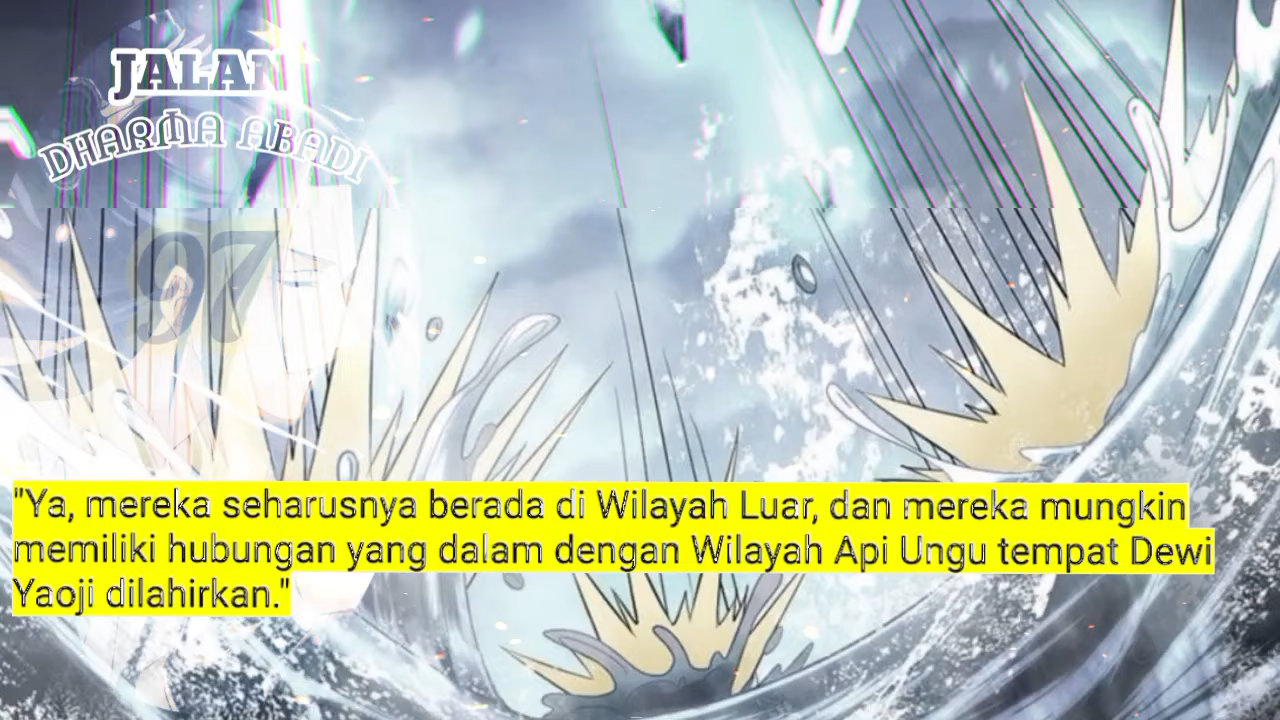 JALAN
DHARMA ABADI
97
"Ya, mereka seharusnya berada di Wilayah Luar, dan mereka mungkin
memiliki hubungan yang dalam dengan Wilayah Api Ungu tempat Dewi
Yaoji dilahirkan."